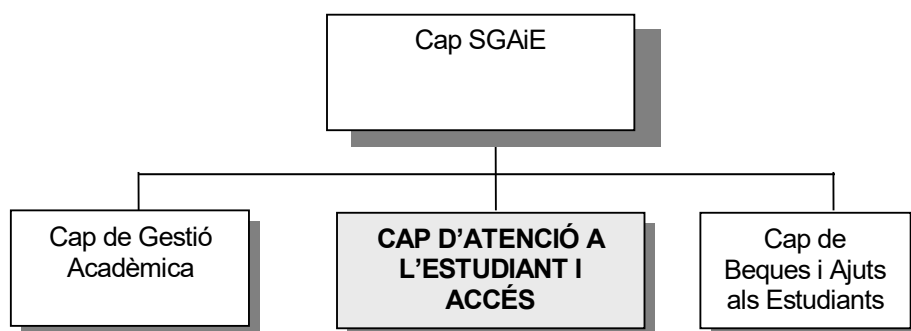 Cap SGAiE
Cap de Gestió
Acadèmica
CAP D’ATENCIÓ A
L’ESTUDIANT I
ACCÉS
Cap de
Beques i Ajuts
als Estudiants